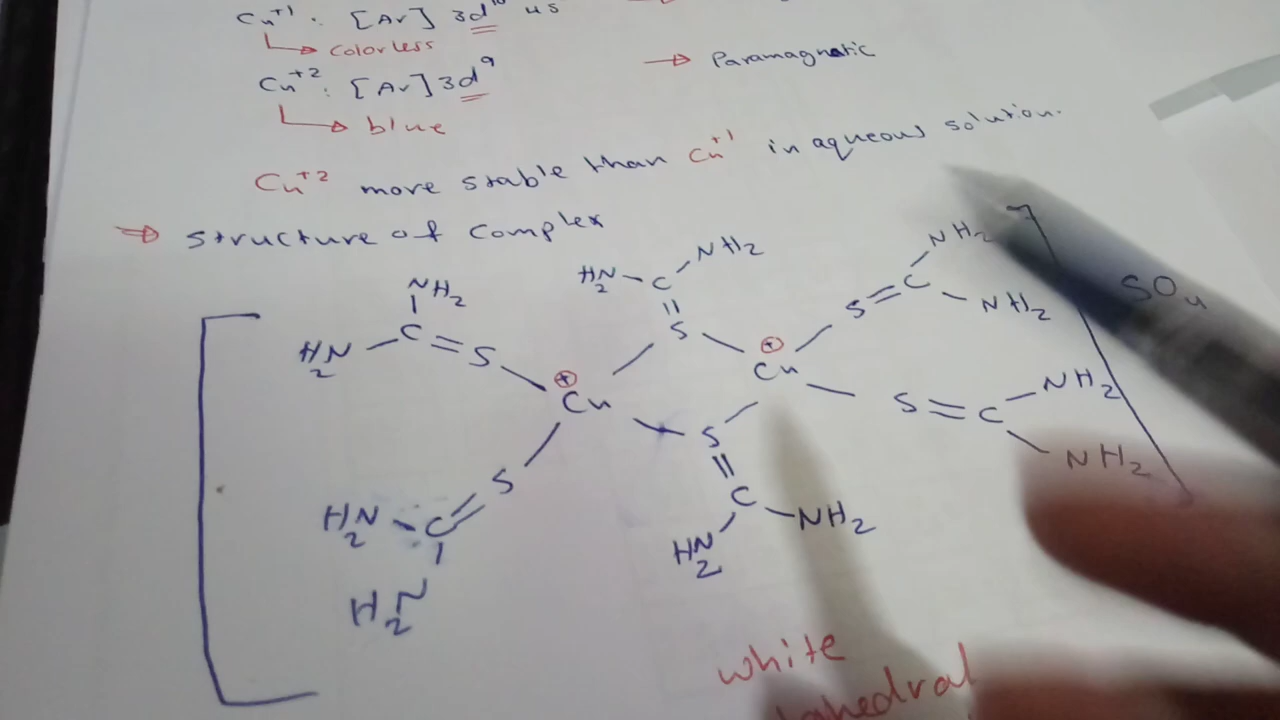 Cu⁺¹ : [Ar] 3d¹⁰ 4s
↳ Colorless
Cu⁺² : [Ar] 3d⁹ → Paramagnatic
↳ blue
Cu⁺² more stable than Cu⁺¹ in aqueous solution.
⇒ structure of Complex
H₂N NH₂ NH₂
NH₂
C C SO₄
H₂N C = S S S = C NH₂
⊕ Cu ⊕ Cu
S S = C NH₂
S NH₂
H₂N C C NH₂
H₂N
H₂N
white